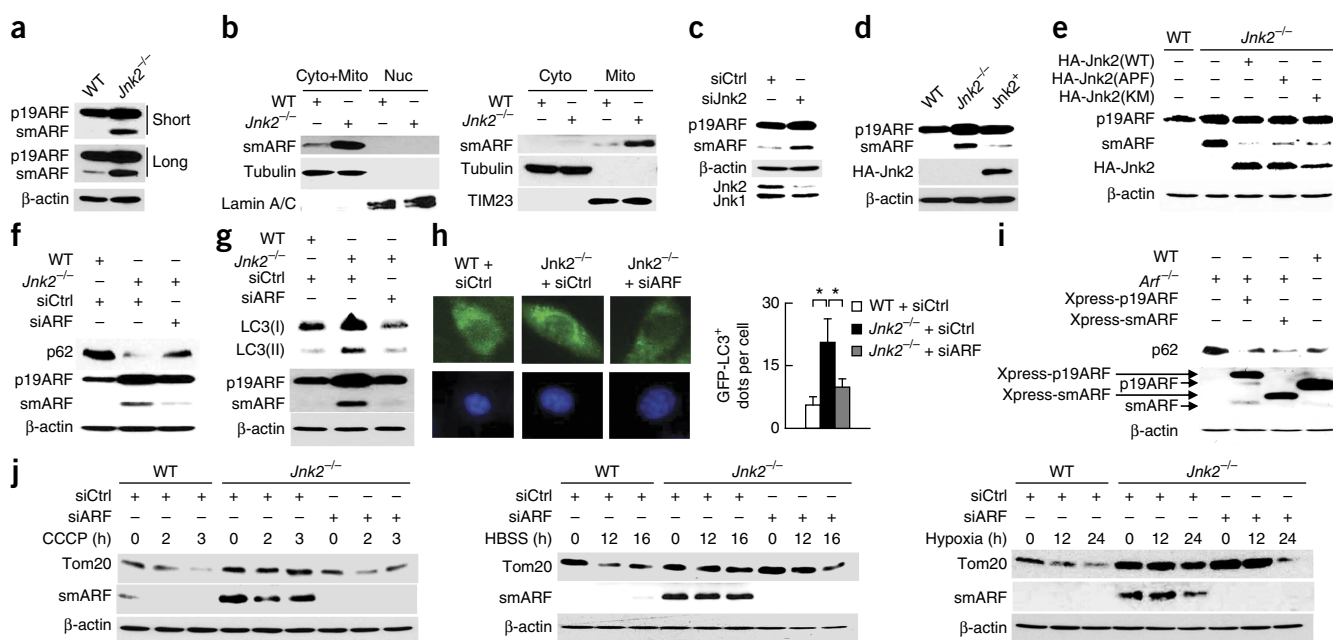 a
WT
Jnk2–/–
p19ARF
smARF
Short
p19ARF
smARF
Long
β-actin
b
Cyto+Mito Nuc
WT + – + –
Jnk2–/– – + – +
smARF
Tubulin
Lamin A/C
Cyto Mito
WT + – + –
Jnk2–/– – + – +
smARF
Tubulin
TIM23
c
siCtrl + –
siJnk2 – +
p19ARF
smARF
β-actin
Jnk2
Jnk1
d
WT
Jnk2–/–
Jnk2+
p19ARF
smARF
HA-Jnk2
β-actin
e
WT Jnk2–/–
HA-Jnk2(WT) – – + – –
HA-Jnk2(APF) – – – + –
HA-Jnk2(KM) – – – – +
p19ARF
smARF
HA-Jnk2
β-actin
f
WT + – –
Jnk2–/– – + +
siCtrl + + –
siARF – – +
p62
p19ARF
smARF
β-actin
g
WT + – –
Jnk2–/– – + +
siCtrl + + –
siARF – – +
LC3(I)
LC3(II)
p19ARF
smARF
β-actin
h
WT + siCtrl
Jnk2–/– + siCtrl
Jnk2–/– + siARF
GFP-LC3+ dots per cell
30
15
0
* *
WT + siCtrl
Jnk2–/– + siCtrl
Jnk2–/– + siARF
i
WT – – – +
Arf–/– + + + –
Xpress-p19ARF – + – –
Xpress-smARF – – + –
p62
Xpress-p19ARF
p19ARF
Xpress-smARF
smARF
β-actin
j
WT Jnk2–/–
siCtrl + + + + + + – – –
siARF – – – – – – + + +
CCCP (h) 0 2 3 0 2 3 0 2 3
Tom20
smARF
β-actin
WT Jnk2–/–
siCtrl + + + + + + – – –
siARF – – – – – – + + +
HBSS (h) 0 12 16 0 12 16 0 12 16
Tom20
smARF
β-actin
WT Jnk2–/–
siCtrl + + + + + + – – –
siARF – – – – – – + + +
Hypoxia (h) 0 12 24 0 12 24 0 12 24
Tom20
smARF
β-actin